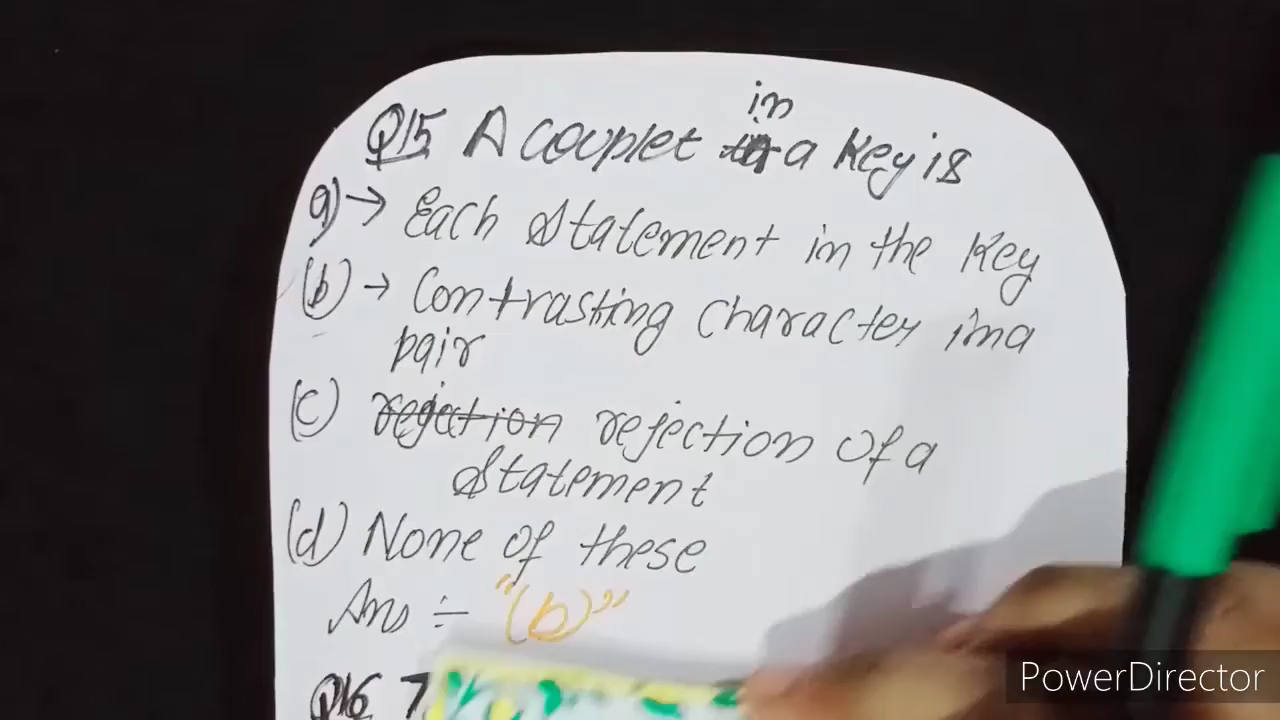 Q15 A couplet in a Key is
a) → Each Statement in the Key
(b) → Contrasting Character in a
pair
(c) rejection rejection of a
Statement
(d) None of these
Ans ÷ "(b)"
Q16
PowerDirector